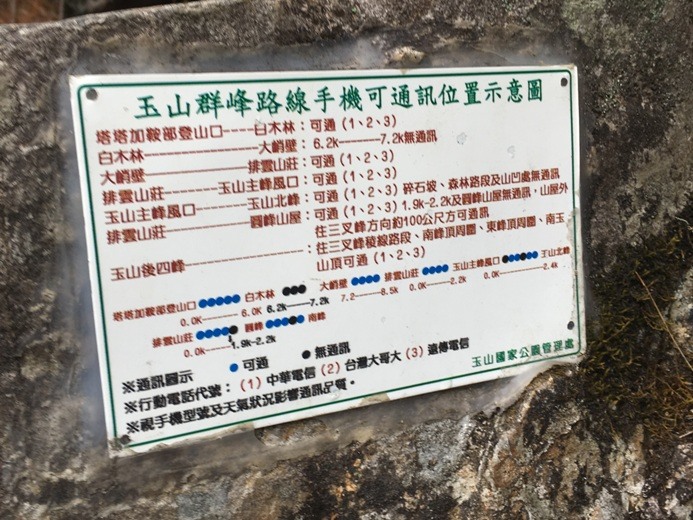 玉山群峰路線手機可通訊位置示意圖
塔塔加鞍部登山口----白木林：可通（1、2、3）
白木林----------大峭壁：6.2k------7.2k無通訊
大峭壁----------排雲山莊：可通（1、2、3）
排雲山莊------玉山主峰風口：可通（1、2、3）
玉山主峰風口------玉山北峰：可通（1、2、3）碎石坡、森林路段及山凹處無通訊
排雲山莊----------圓峰山屋：可通（1、2、3）1.9k-2.2k及圓峰山屋無通訊，山屋外
往三叉峰方向約100公尺方可通訊
玉山後四峰----------：往三叉峰稜線路段、南峰頂周圍、東峰頂周圍、南玉
山頂可通（1、2、3）
塔塔加鞍部登山口●●●●● 白木林 ●●● 大峭壁 ●●●● 排雲山莊 ●●●● 玉山主峰風口 ●●●●●● 玉山北峰
0.0K------6.0K 6.2k---7.2K 7.2-----8.5k 0.0K----2.2k 0.0K------2.4k
排雲山莊 ●●●●● 圓峰 ●●●●● 南峰
0.0k------1.9k-2.2k
※通訊圖示 ●可通 ●無通訊
※行動電話代號：（1）中華電信（2）台灣大哥大（3）遠傳電信
※視手機型號及天氣狀況影響通訊品質。
玉山國家公園管理處